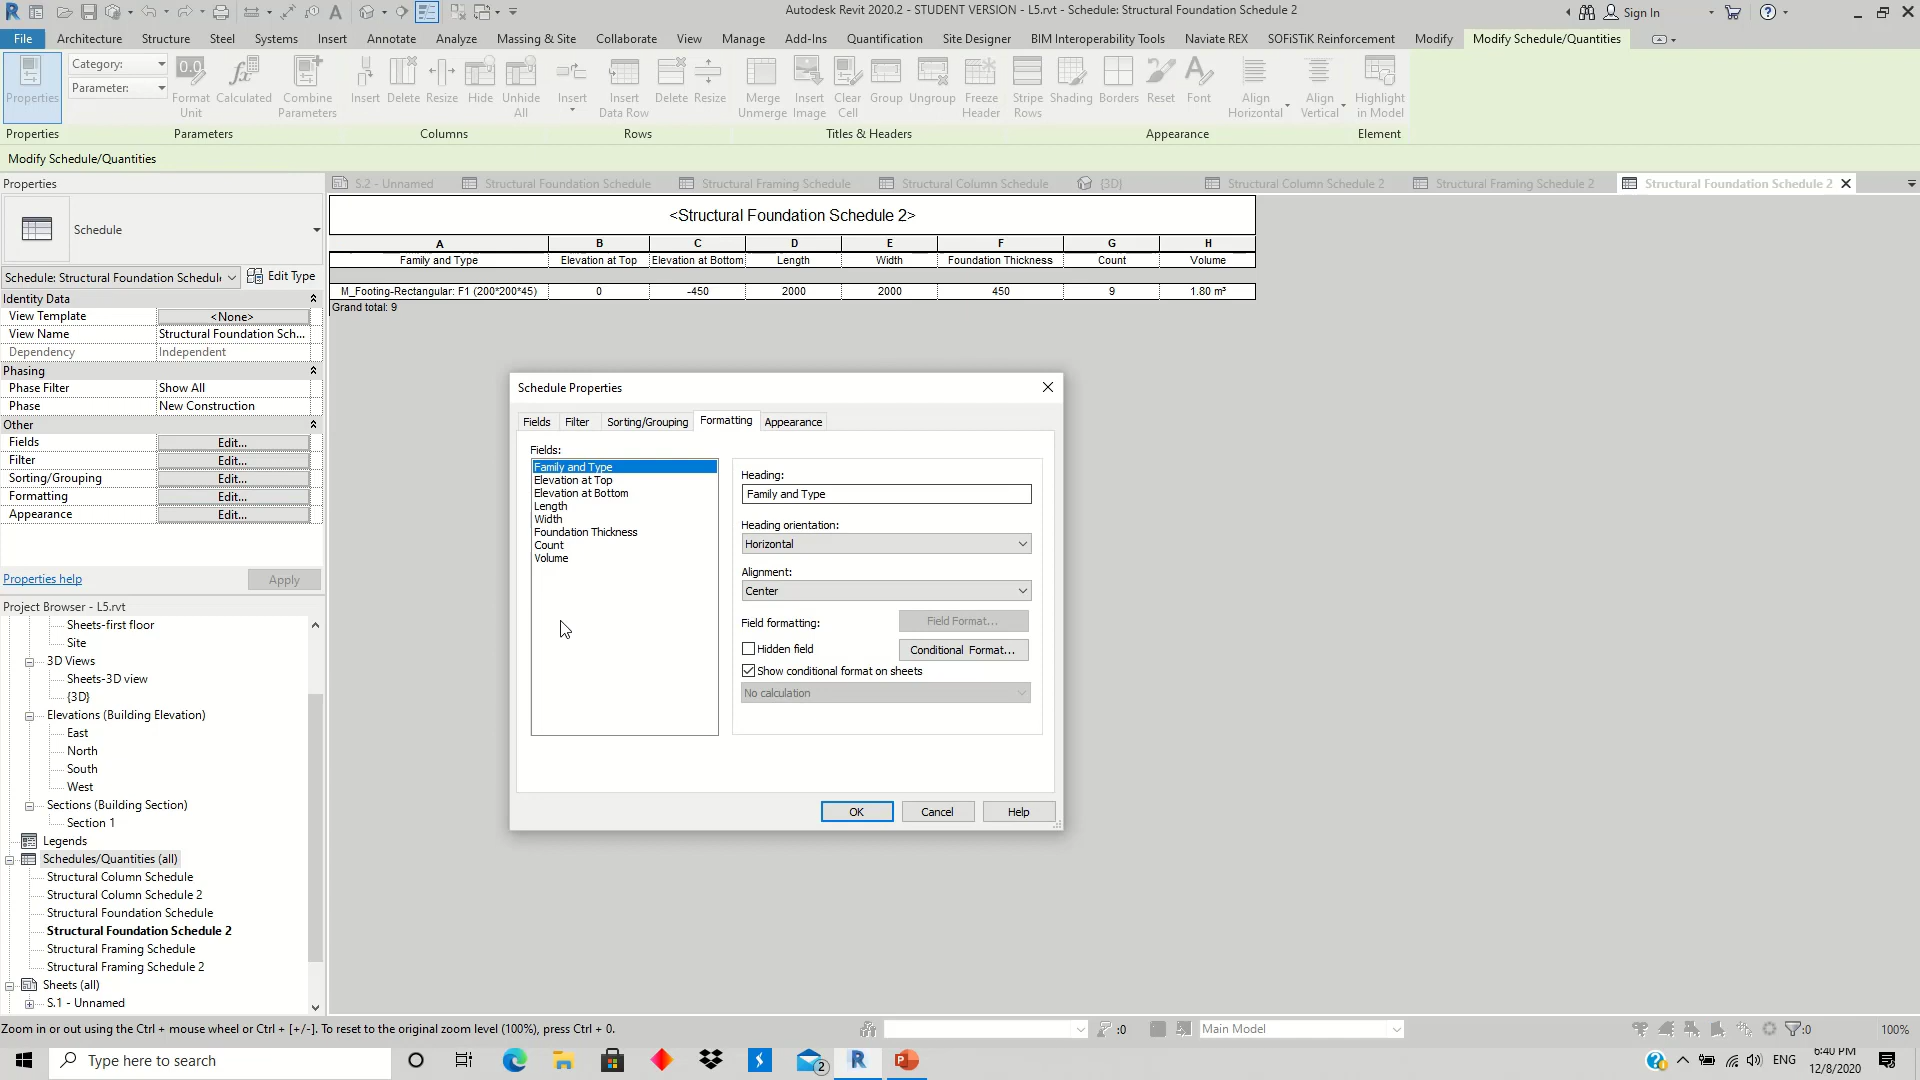 Autodesk Revit 2020.2 - STUDENT VERSION - L5.rvt - Schedule: Structural Foundation Schedule 2
Sign In
File Architecture Structure Steel Systems Insert Annotate Analyze Massing & Site Collaborate View Manage Add-Ins Quantification Site Designer BIM Interoperability Tools Naviate REX SOFiSTiK Reinforcement Modify Modify Schedule/Quantities
Category:
Parameter:
Properties Format Unit Calculated Combine Parameters Insert Delete Resize Hide Unhide All Insert Insert Data Row Delete Resize Merge Unmerge Insert Image Clear Cell Group Ungroup Freeze Header Stripe Rows Shading Borders Reset Font Align Horizontal Align Vertical Highlight in Model
Properties Parameters Columns Rows Titles & Headers Appearance Element
Modify Schedule/Quantities
Properties
S.2 - Unnamed Structural Foundation Schedule Structural Framing Schedule Structural Column Schedule {3D} Structural Column Schedule 2 Structural Framing Schedule 2 Structural Foundation Schedule 2
Schedule
Schedule: Structural Foundation Schedul Edit Type
Identity Data
View Template <None>
View Name Structural Foundation Sch...
Dependency Independent
Phasing
Phase Filter Show All
Phase New Construction
Other
Fields Edit...
Filter Edit...
Sorting/Grouping Edit...
Formatting Edit...
Appearance Edit...
Properties help Apply
<Structural Foundation Schedule 2>
A B C D E F G H
Family and Type Elevation at Top Elevation at Bottom Length Width Foundation Thickness Count Volume
M_Footing-Rectangular: F1 (200*200*45) 0 -450 2000 2000 450 9 1.80 m³
Grand total: 9
Schedule Properties
Fields Filter Sorting/Grouping Formatting Appearance
Fields:
Family and Type
Elevation at Top
Elevation at Bottom
Length
Width
Foundation Thickness
Count
Volume
Heading:
Family and Type
Heading orientation:
Horizontal
Alignment:
Center
Field formatting: Field Format...
Hidden field Conditional Format...
Show conditional format on sheets
No calculation
OK Cancel Help
Project Browser - L5.rvt
Sheets-first floor
Site
3D Views
Sheets-3D view
{3D}
Elevations (Building Elevation)
East
North
South
West
Sections (Building Section)
Section 1
Legends
Schedules/Quantities (all)
Structural Column Schedule
Structural Column Schedule 2
Structural Foundation Schedule
Structural Foundation Schedule 2
Structural Framing Schedule
Structural Framing Schedule 2
Sheets (all)
S.1 - Unnamed
Zoom in or out using the Ctrl + mouse wheel or Ctrl + [+/-]. To reset to the original zoom level (100%), press Ctrl + 0.
:0 Main Model :0 100%
Type here to search
2
ENG
6:40 PM
12/8/2020